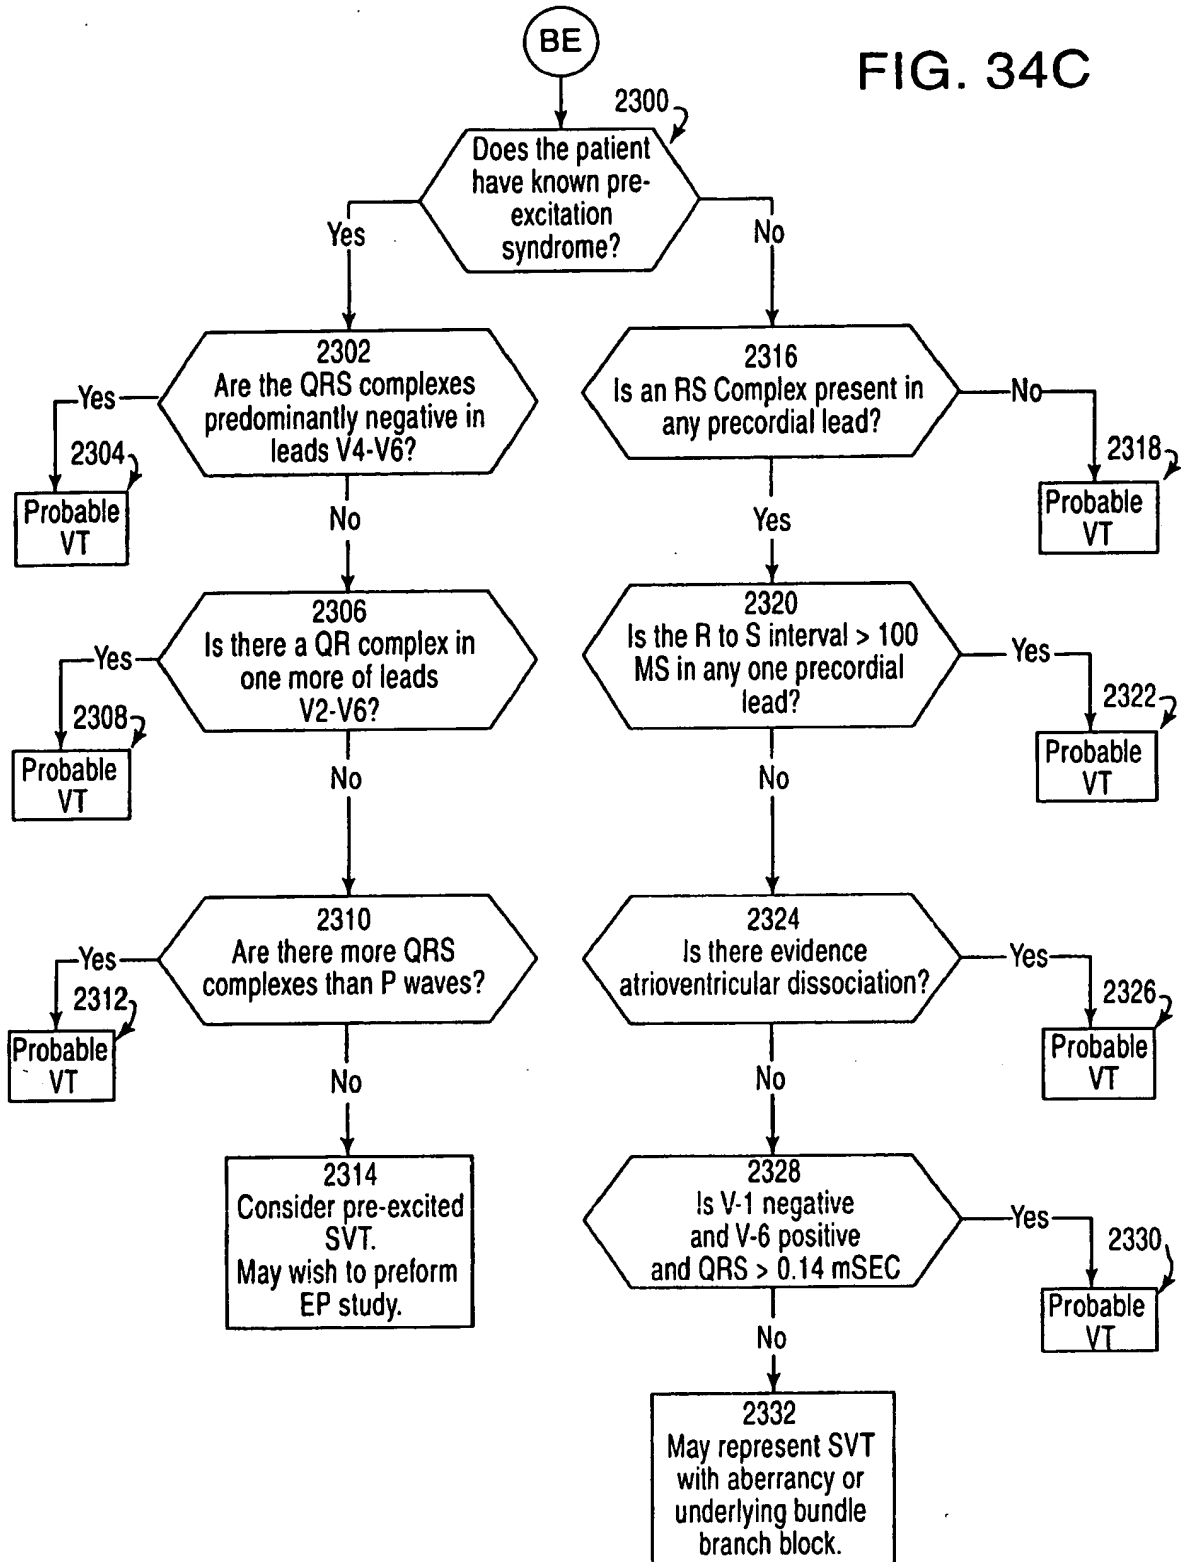 BE
FIG. 34C
2300
Does the patient
have known pre-
excitation
syndrome?
Yes
No
2302
Are the QRS complexes
predominantly negative in
leads V4-V6?
Yes
2304
Probable
VT
No
2316
Is an RS Complex present in
any precordial lead?
No
2318
Probable
VT
Yes
2306
Is there a QR complex in
one more of leads
V2-V6?
Yes
2308
Probable
VT
No
2320
Is the R to S interval > 100
MS in any one precordial
lead?
Yes
2322
Probable
VT
No
2310
Are there more QRS
complexes than P waves?
Yes
2312
Probable
VT
No
2324
Is there evidence
atrioventricular dissociation?
Yes
2326
Probable
VT
No
2314
Consider pre-excited
SVT.
May wish to preform
EP study.
2328
Is V-1 negative
and V-6 positive
and QRS > 0.14 mSEC
Yes
2330
Probable
VT
No
2332
May represent SVT
with aberrancy or
underlying bundle
branch block.